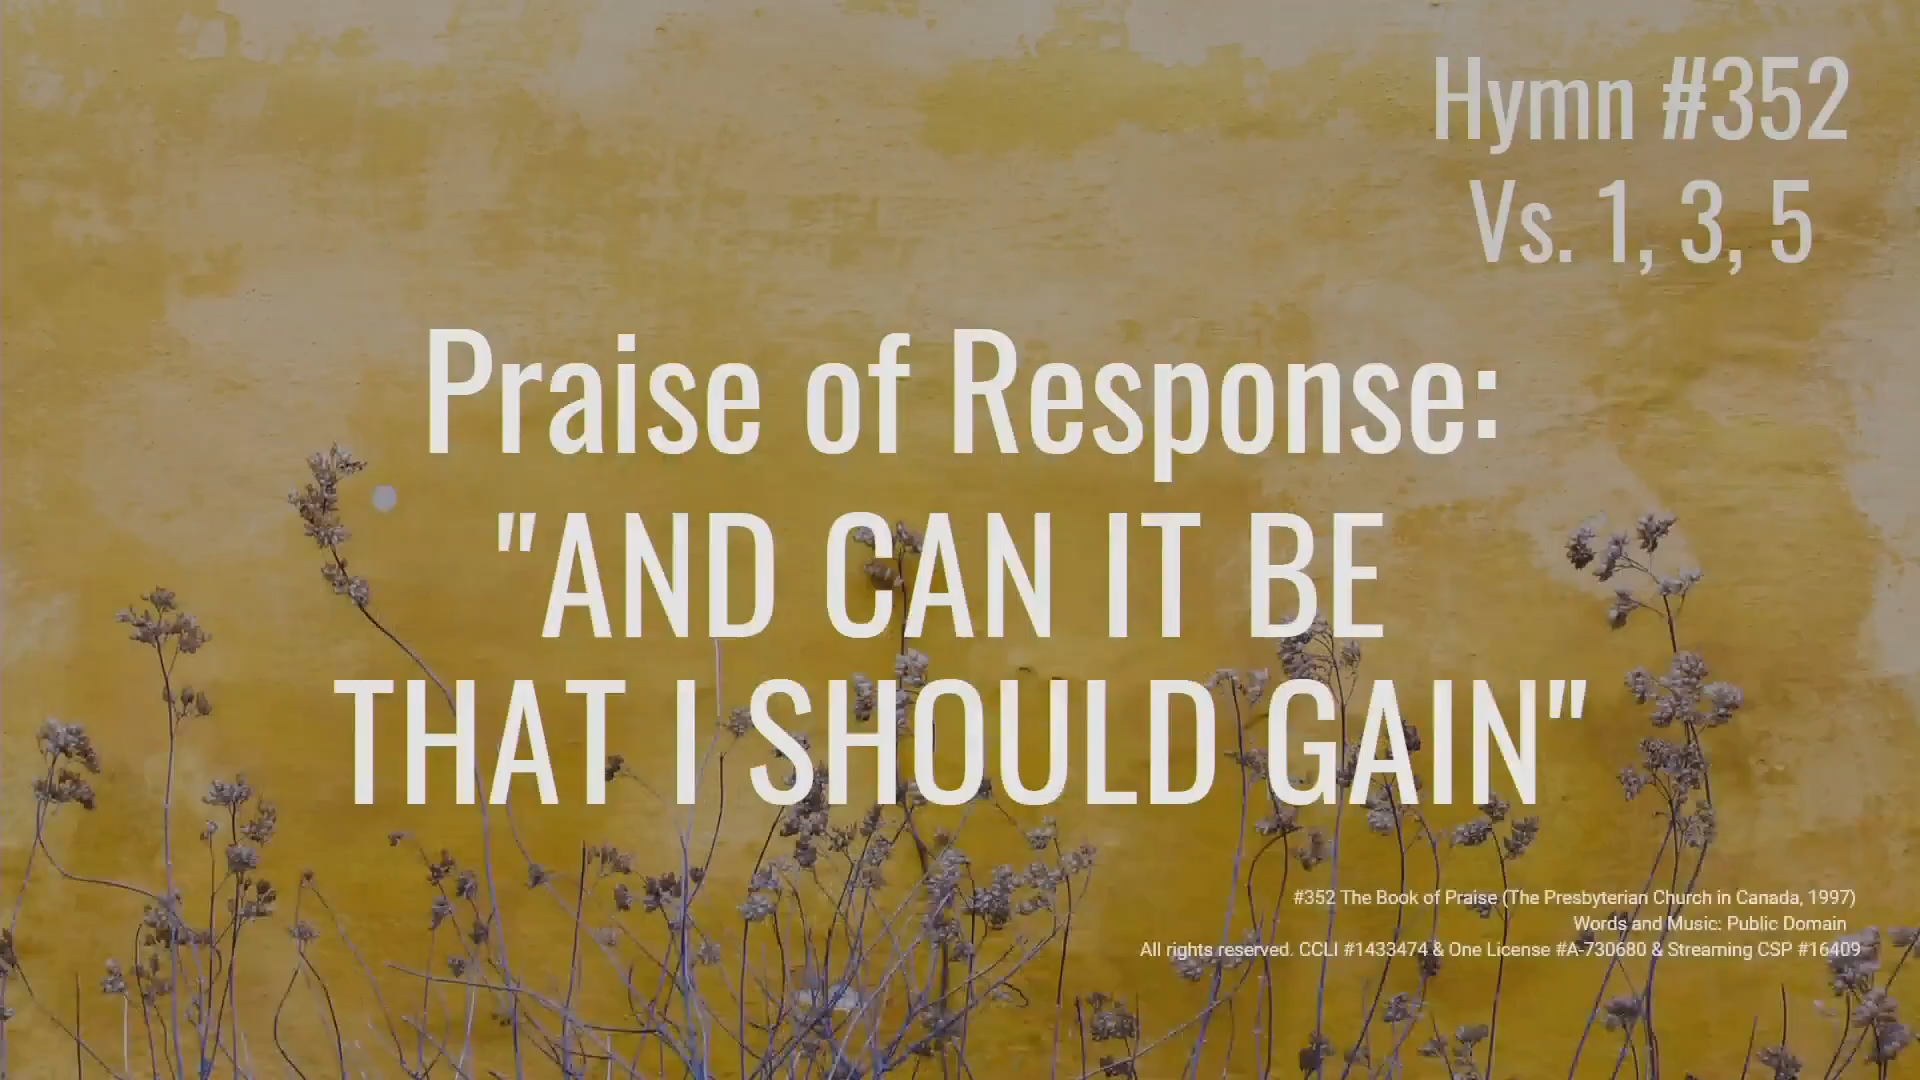 Hymn #352
Vs. 1, 3, 5
Praise of Response:
"AND CAN IT BE
THAT I SHOULD GAIN"
#352 The Book of Praise (The Presbyterian Church in Canada, 1997)
Words and Music: Public Domain
All rights reserved. CCLI #1433474 & One License #A-730680 & Streaming CSP #16409